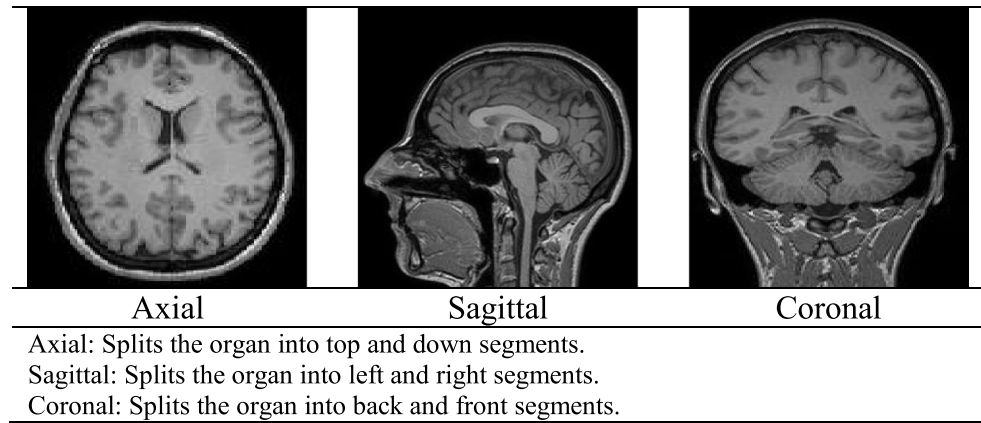 Axial
Sagittal
Coronal
Axial: Splits the organ into top and down segments.
Sagittal: Splits the organ into left and right segments.
Coronal: Splits the organ into back and front segments.